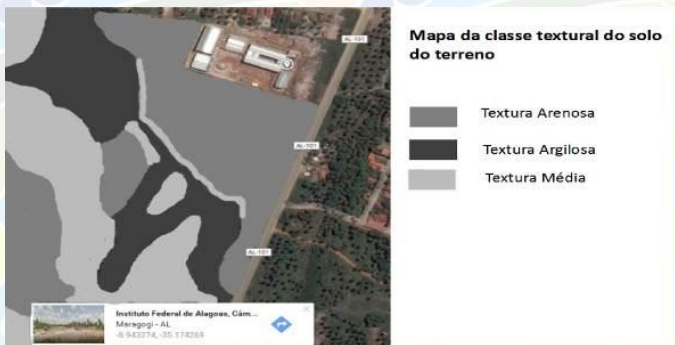 AL-101
AL-101
AL-101
Instituto Federal de Alagoas, Câm...
Maragogi - AL
-8.943274, -35.174269
Mapa da classe textural do solo
do terreno
Textura Arenosa
Textura Argilosa
Textura Média